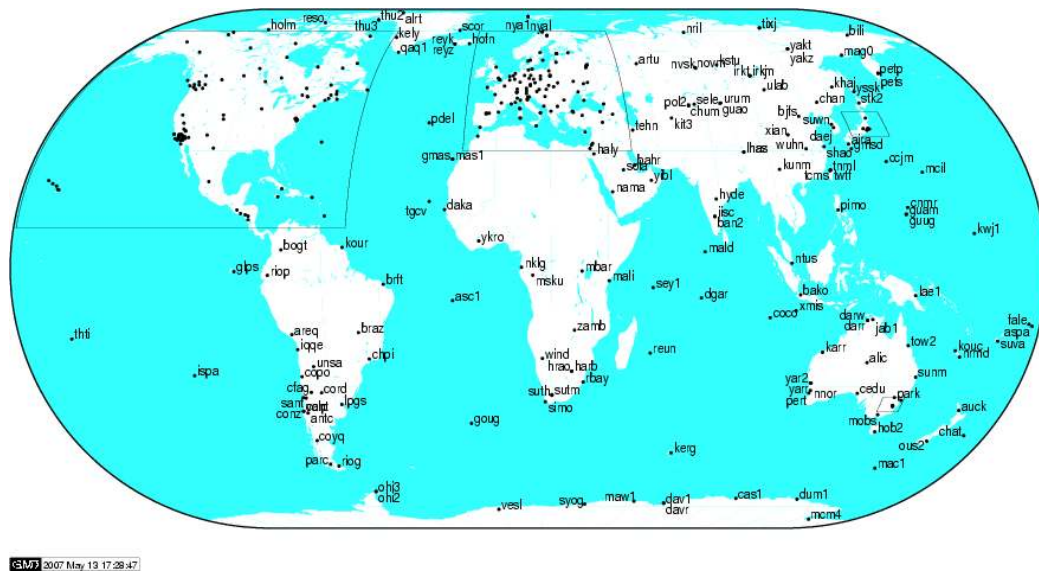 holm
reso
thu2
alrt
thu3
kely
qaq1
scor
reyk
reyz
hofn
nya1
nyal
nril
tixj
bili
yakt
yakz
mag0
petp
pets
artu
nvsk
novm
kstu
irkt
irkm
ulab
khaj
yssk
stk2
chan
pol2
sele
chum
urum
guao
kit3
bjfs
suwn
daej
xian
wuhn
shao
aira
gmsd
tehn
pdel
gmas
mas1
haly
bahr
sela
yibl
nama
lhas
kunm
tcms
tnml
twtf
ccjm
mcil
tgcv
daka
ykro
hyde
iisc
ban2
pimo
cnmr
guam
guug
kwj1
bogt
kour
glps
riop
brft
nklg
msku
mbar
mali
mald
sey1
dgar
ntus
bako
xmis
coco
lae1
asc1
thti
ispa
areq
iqqe
braz
chpi
unsa
copo
cfag
cord
sant
conz
lpgs
antc
coyq
parc
riog
zamb
wind
hrao
harb
rbay
suth
sutm
simo
reun
goug
kerg
darw
darr
jab1
karr
alic
tow2
yar2
yarr
pert
nnor
cedu
sunm
park
mobs
hob2
mac1
fale
aspa
suva
kouc
nrmd
auck
chat
ous2
ohi3
ohi2
vesl
syog
maw1
dav1
davr
cas1
dum1
mcm4
GMT 2007 May 13 17:28:47